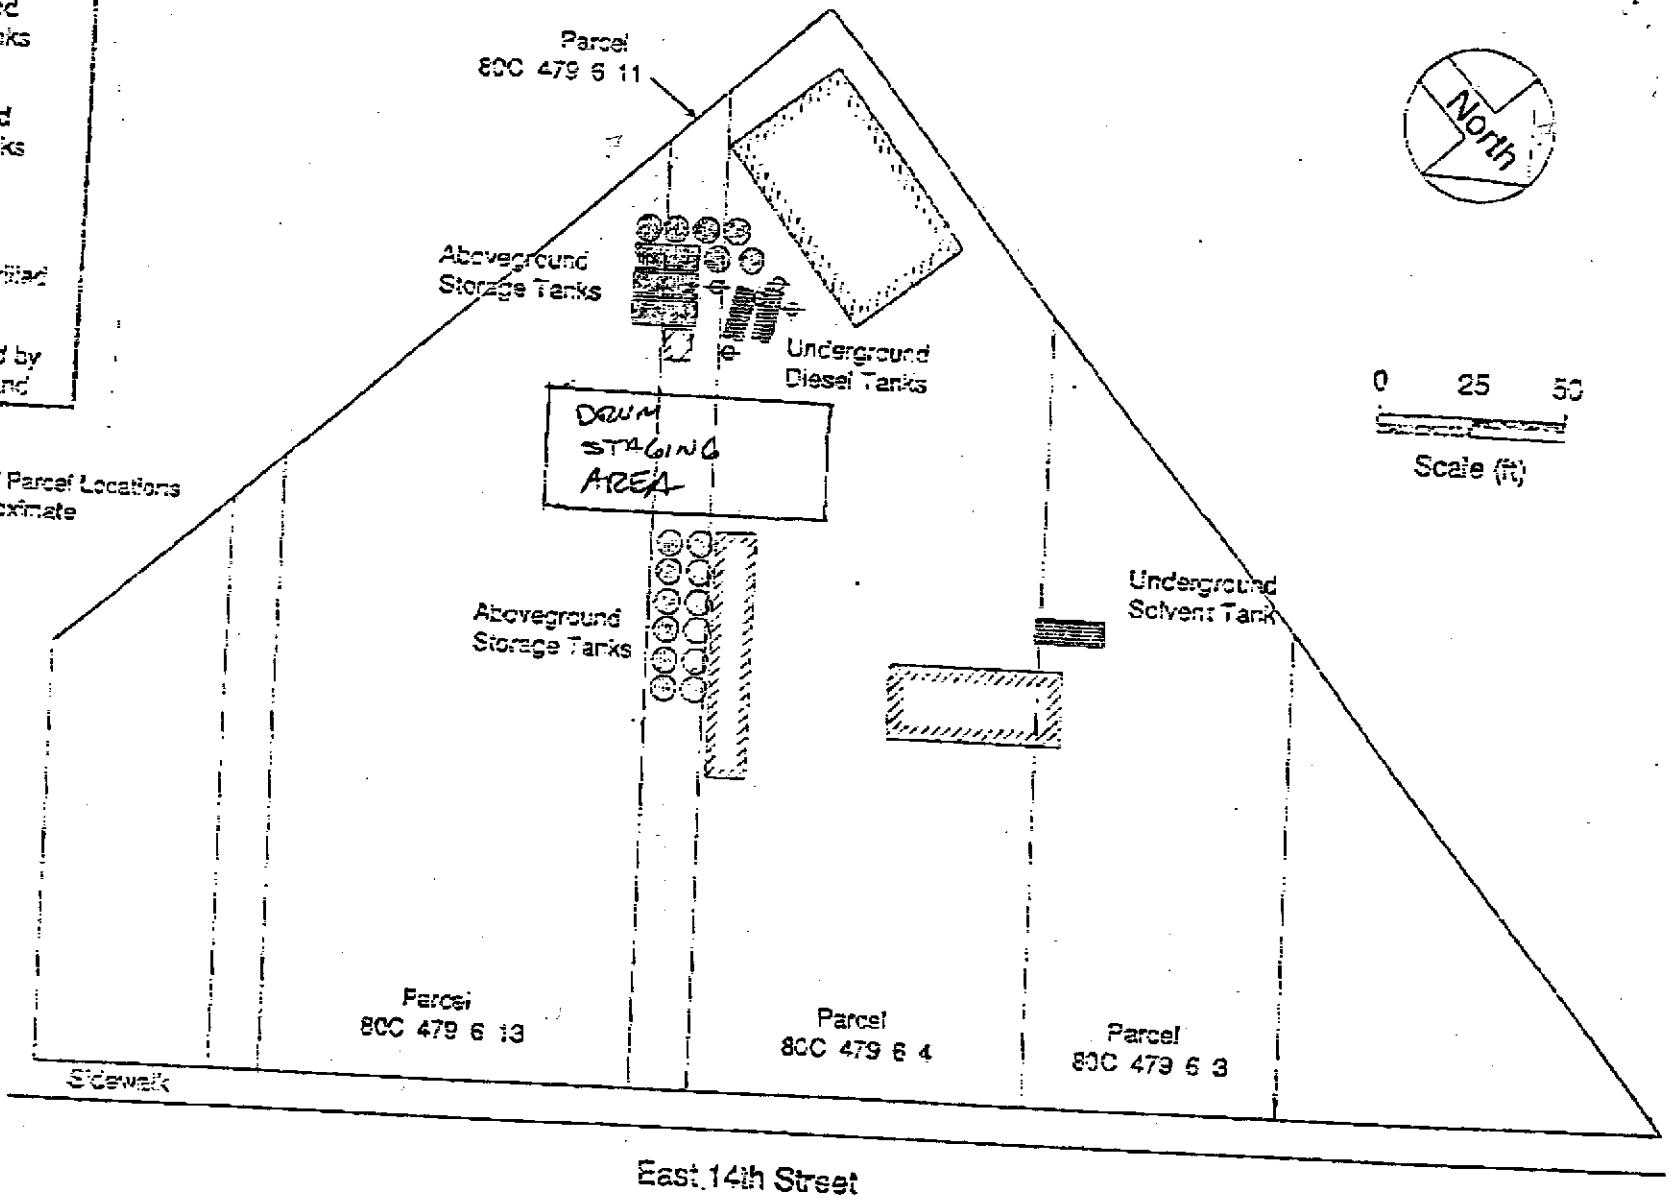 Parcel
80C 479 6 11
North
Aboveground
Storage Tanks
Underground
Diesel Tanks
0 25 50
Scale (ft)
DRUM
STAGING
AREA
Parcel Locations
Aboveground
Storage Tanks
Underground
Solvent Tank
Parcel
80C 479 6 13
Parcel
80C 479 6 4
Parcel
80C 479 6 3
Sidewalk
East 14th Street